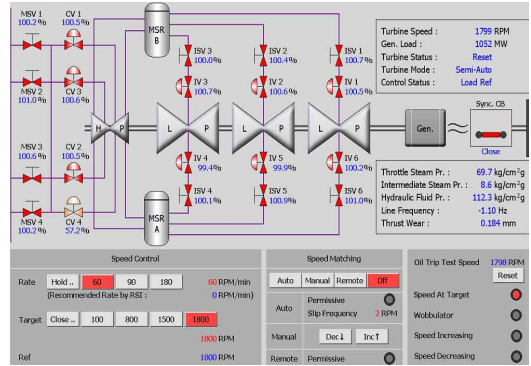 MSV 1
100.2 %
CV 1
100.5 %
MSV 2
101.0 %
CV 3
100.6 %
MSV 3
100.6 %
CV 2
100.5 %
MSV 4
100.2 %
CV 4
57.2 %
MSR
B
MSR
A
H P
L P
L P
L P
ISV 3
100.0%
IV 3
100.7%
ISV 2
100.4%
IV 2
100.6%
ISV 1
100.7%
IV 1
100.5%
IV 4
99.4%
ISV 4
100.1%
IV 5
99.9%
ISV 5
100.9%
IV 6
100.2%
ISV 6
101.0%
Turbine Speed : 1799 RPM
Gen. Load : 1052 MW
Turbine Status : Reset
Turbine Mode : Semi-Auto
Control Status : Load Ref
Gen.
Sync. CB
Close
Throttle Steam Pr. : 69.7 kg/cm²g
Intermediate Steam Pr. : 8.6 kg/cm²g
Hydraulic Fluid Pr. : 112.3 kg/cm²g
Line Frequency : -1.10 Hz
Thrust Wear : 0.184 mm
Speed Control
Rate Hold .. 60 90 180 60 RPM/min
(Recommended Rate by RSI : 0 RPM/min
Target Close .. 100 800 1500 1800
1800 RPM
Ref 1800 RPM
Speed Matching
Auto Manual Remote Off
Auto Permissive
Slip Frequency 2 RPM
Manual Dec↓ Inc↑
Remote Permissive
Oil Trip Test Speed 1798 RPM
Reset
Speed At Target
Wobbulator
Speed Increasing
Speed Decreasing